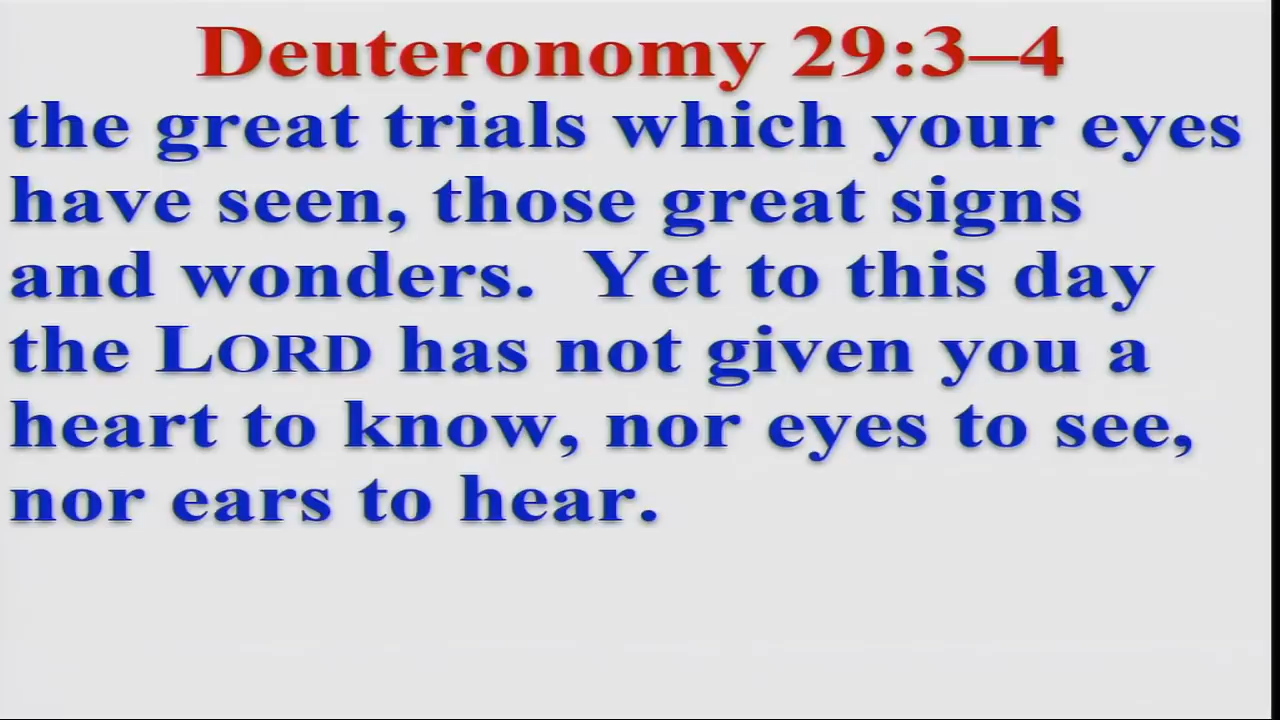 Deuteronomy 29:3–4
the great trials which your eyes
have seen, those great signs
and wonders.  Yet to this day
the LORD has not given you a
heart to know, nor eyes to see,
nor ears to hear.